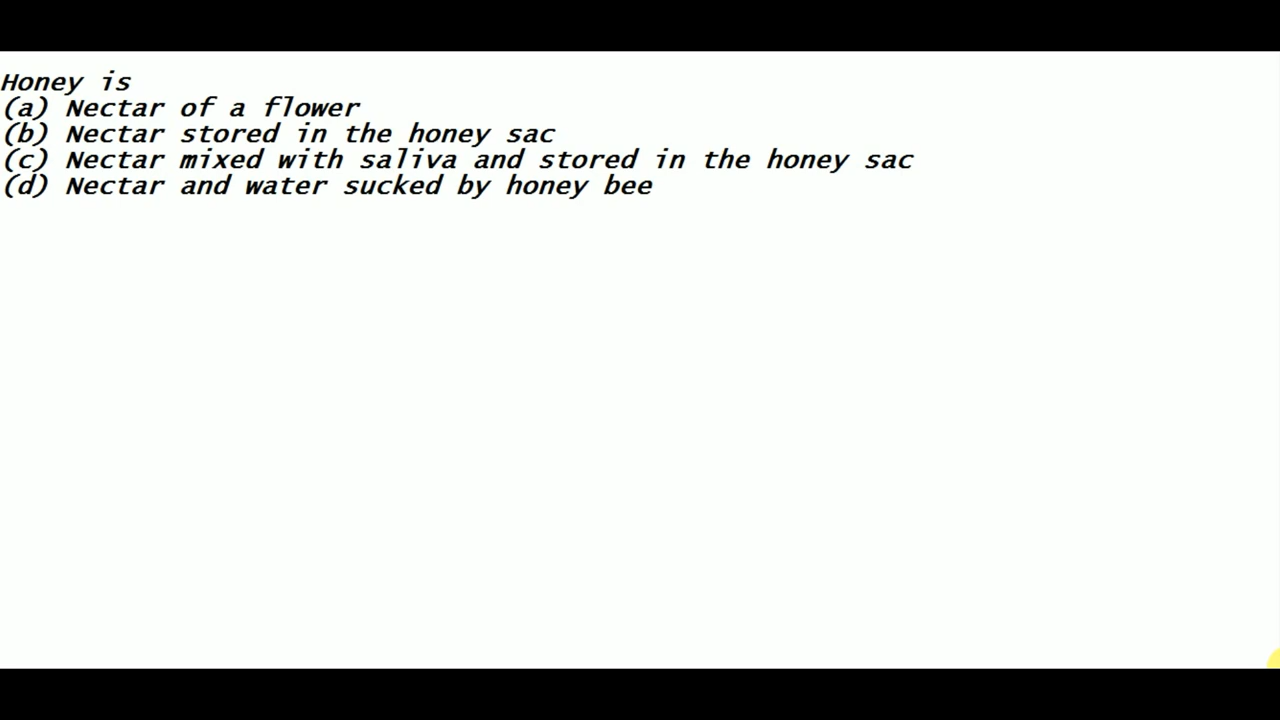 Honey is
(a) Nectar of a flower
(b) Nectar stored in the honey sac
(c) Nectar mixed with saliva and stored in the honey sac
(d) Nectar and water sucked by honey bee